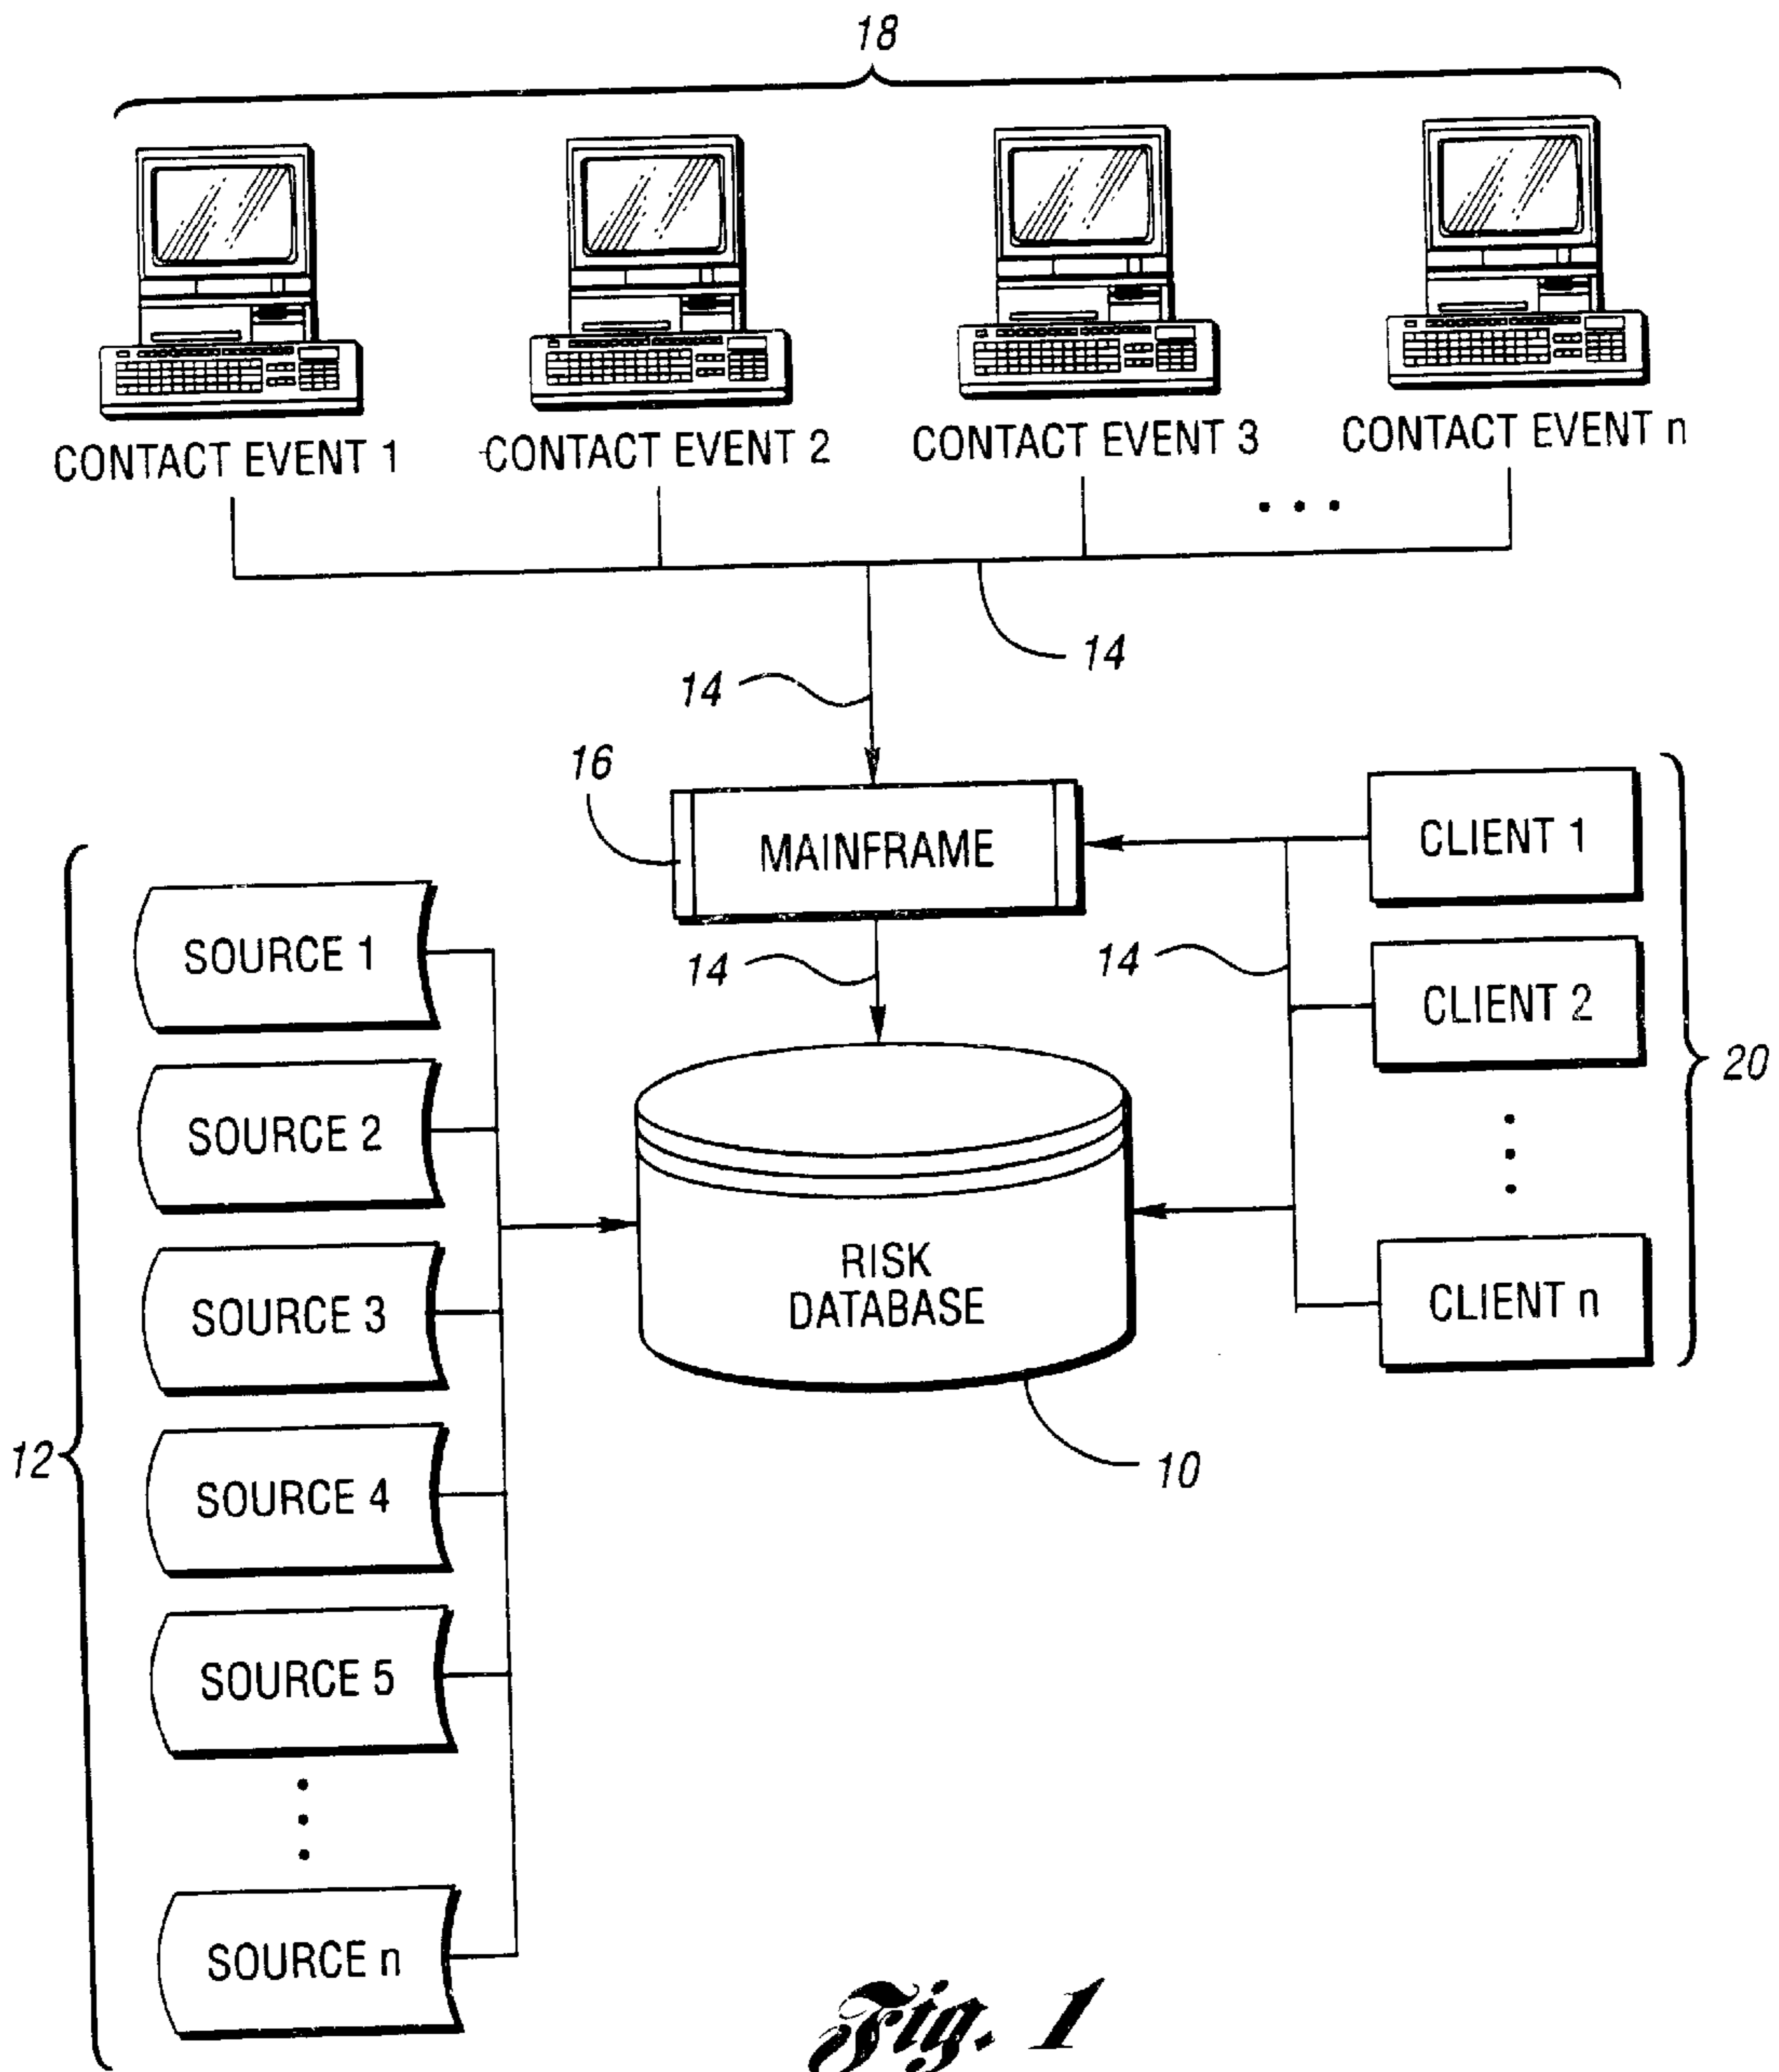 18
CONTACT EVENT 1
CONTACT EVENT 2
CONTACT EVENT 3
CONTACT EVENT n
14
14
16
MAINFRAME
CLIENT 1
SOURCE 1
14
14
CLIENT 2
20
SOURCE 2
RISK
DATABASE
SOURCE 3
CLIENT n
12
SOURCE 4
10
SOURCE 5
SOURCE n
Fig. 1